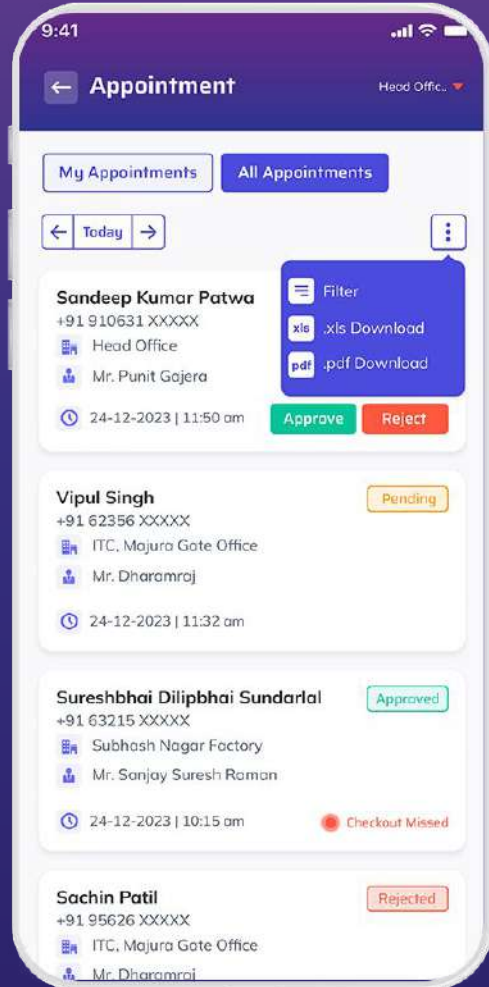 9:41
Appointment
Head Offic..
My Appointments
All Appointments
Today
Filter
xls .xls Download
pdf .pdf Download
Sandeep Kumar Patwa
+91 910631 XXXXX
Head Office
Mr. Punit Gajera
24-12-2023 | 11:50 am
Approve
Reject
Vipul Singh
Pending
+91 62356 XXXXX
ITC, Majura Gate Office
Mr. Dharamraj
24-12-2023 | 11:32 am
Sureshbhai Dilipbhai Sundarlal
Approved
+91 63215 XXXXX
Subhash Nagar Factory
Mr. Sanjay Suresh Raman
24-12-2023 | 10:15 am
Checkout Missed
Sachin Patil
Rejected
+91 95626 XXXXX
ITC, Majura Gate Office
Mr. Dharamraj